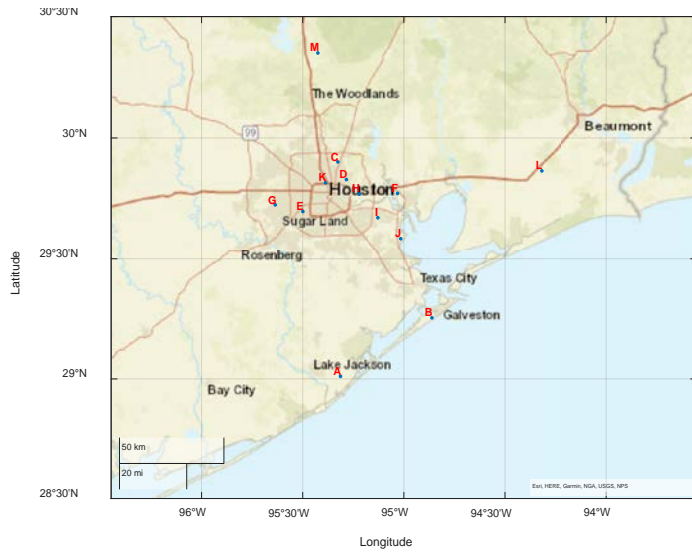 30°30'N
M
The Woodlands
99
30°N
Beaumont
C
L
K
D
H
F
Houston
G
E
I
Sugar Land
J
29°30'N
Rosenberg
Latitude
Texas City
B
Galveston
29°N
Lake Jackson
A
Bay City
50 km
20 mi
Esri, HERE, Garmin, NGA, USGS, NPS
28°30'N
96°W
95°30'W
95°W
94°30'W
94°W
Longitude